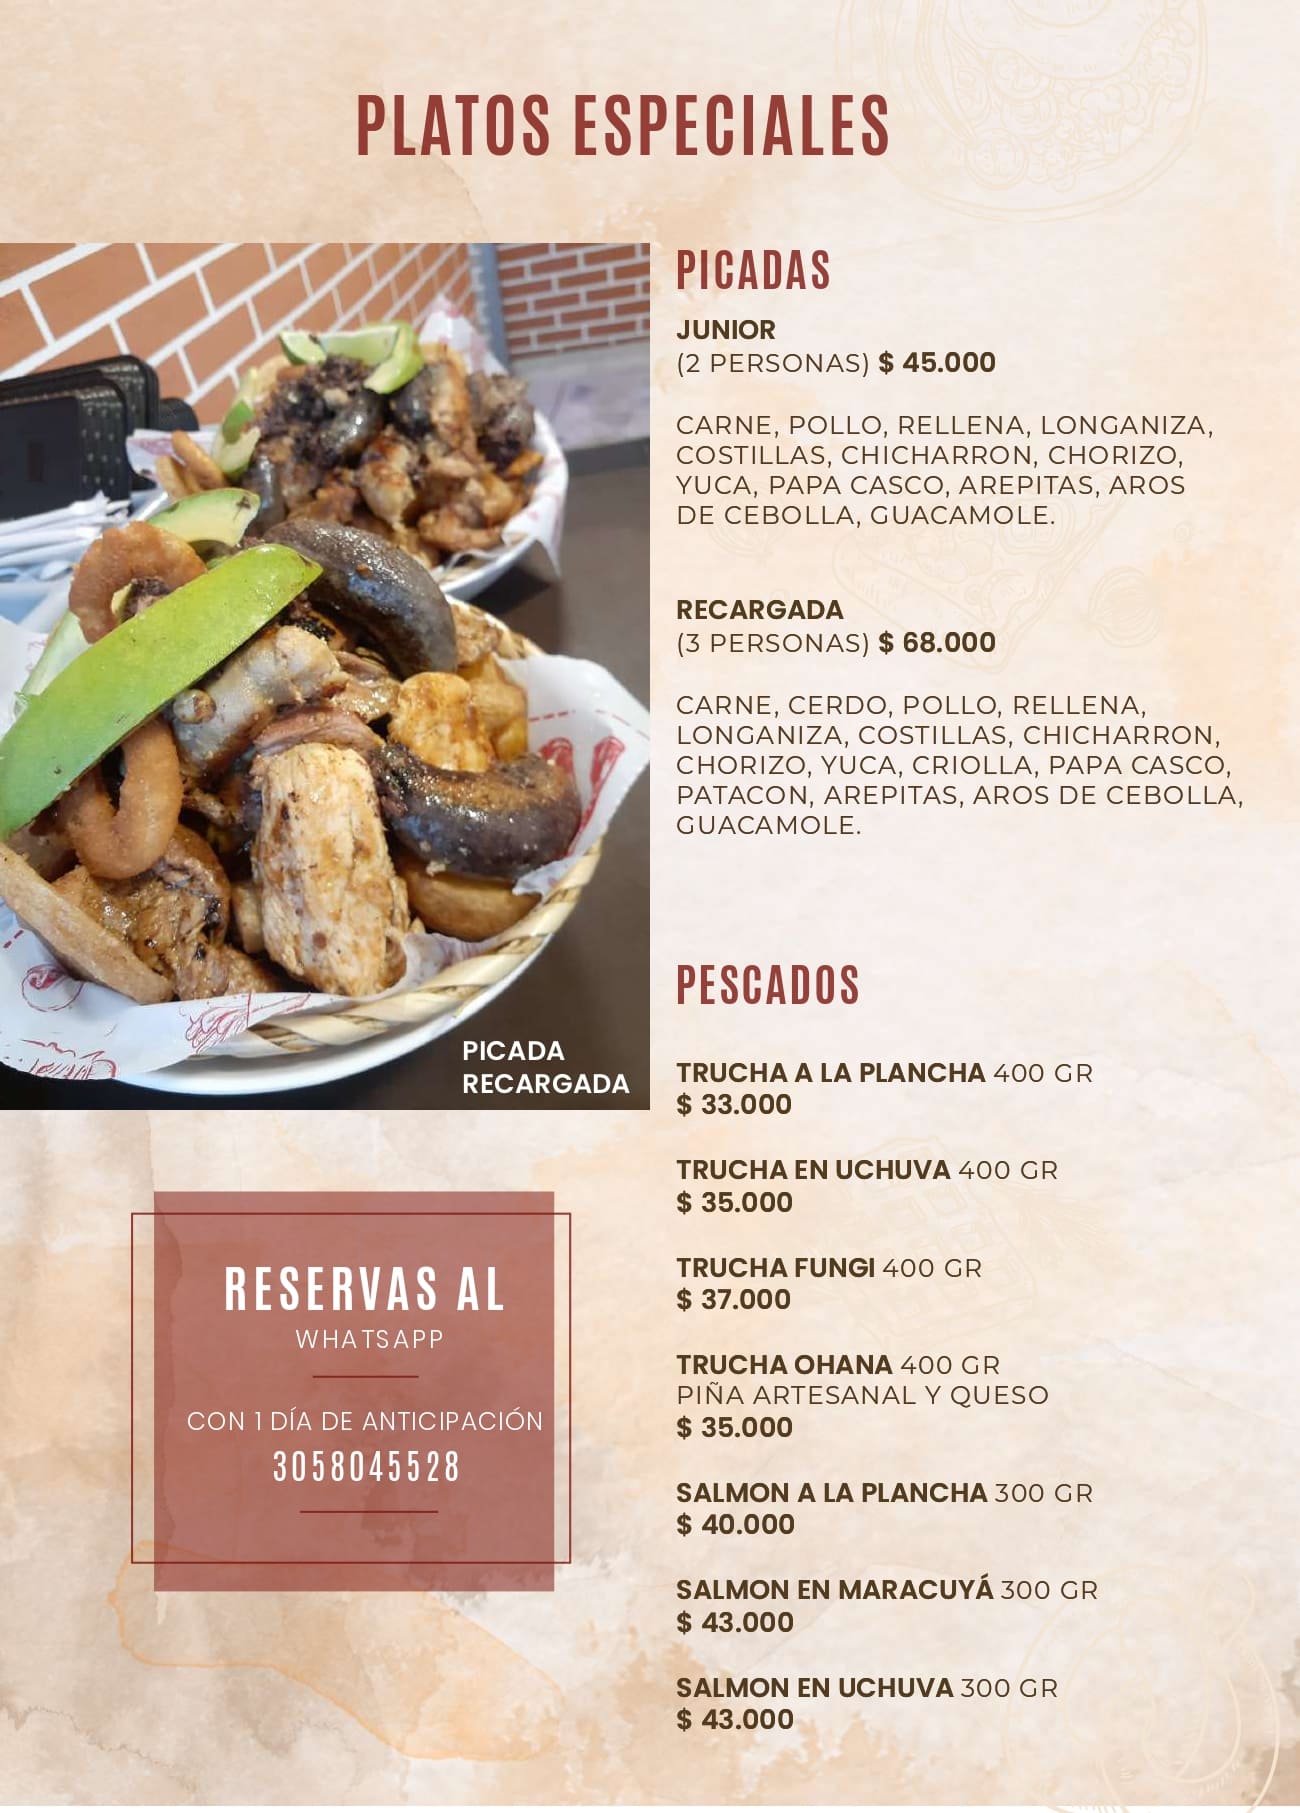 PLATOS ESPECIALES
PICADAS
JUNIOR
(2 PERSONAS) $ 45.000
CARNE, POLLO, RELLENA, LONGANIZA,
COSTILLAS, CHICHARRON, CHORIZO,
YUCA, PAPA CASCO, AREPITAS, AROS
DE CEBOLLA, GUACAMOLE.
RECARGADA
(3 PERSONAS) $ 68.000
CARNE, CERDO, POLLO, RELLENA,
LONGANIZA, COSTILLAS, CHICHARRON,
CHORIZO, YUCA, CRIOLLA, PAPA CASCO,
PATACON, AREPITAS, AROS DE CEBOLLA,
GUACAMOLE.
PICADA
RECARGADA
PESCADOS
TRUCHA A LA PLANCHA 400 GR
$ 33.000
TRUCHA EN UCHUVA 400 GR
$ 35.000
TRUCHA FUNGI 400 GR
$ 37.000
TRUCHA OHANA 400 GR
PIÑA ARTESANAL Y QUESO
$ 35.000
SALMON A LA PLANCHA 300 GR
$ 40.000
SALMON EN MARACUYÁ 300 GR
$ 43.000
SALMON EN UCHUVA 300 GR
$ 43.000
RESERVAS AL
WHATSAPP
CON 1 DÍA DE ANTICIPACIÓN
3058045528